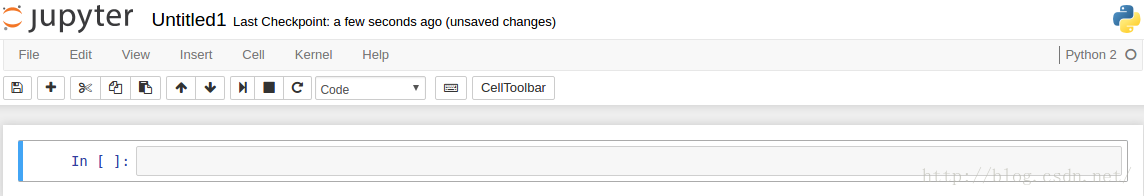 jupyter Untitled1 Last Checkpoint: a few seconds ago (unsaved changes)
File Edit View Insert Cell Kernel Help Python 2
Code CellToolbar
In [ ]:
http://blog.csdn.net/